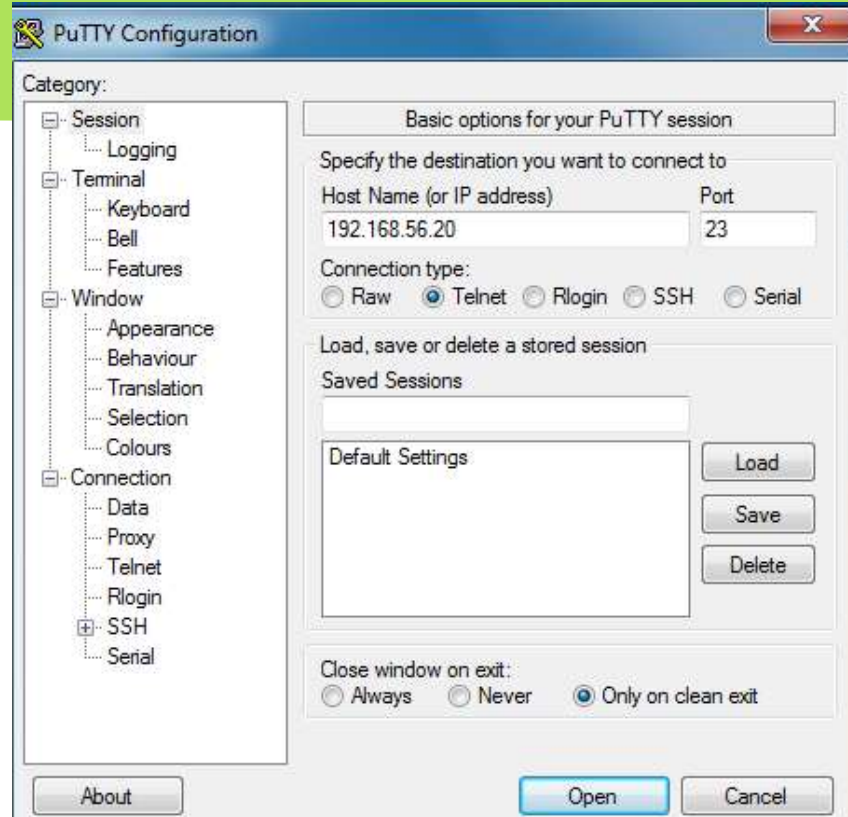 PuTTY Configuration
X
Category:
Session
Logging
Terminal
Keyboard
Bell
Features
Window
Appearance
Behaviour
Translation
Selection
Colours
Connection
Data
Proxy
Telnet
Rlogin
SSH
Serial
Basic options for your PuTTY session
Specify the destination you want to connect to
Host Name (or IP address) Port
192.168.56.20 23
Connection type:
Raw Telnet Rlogin SSH Serial
Load, save or delete a stored session
Saved Sessions
Default Settings
Load
Save
Delete
Close window on exit:
Always Never Only on clean exit
About Open Cancel